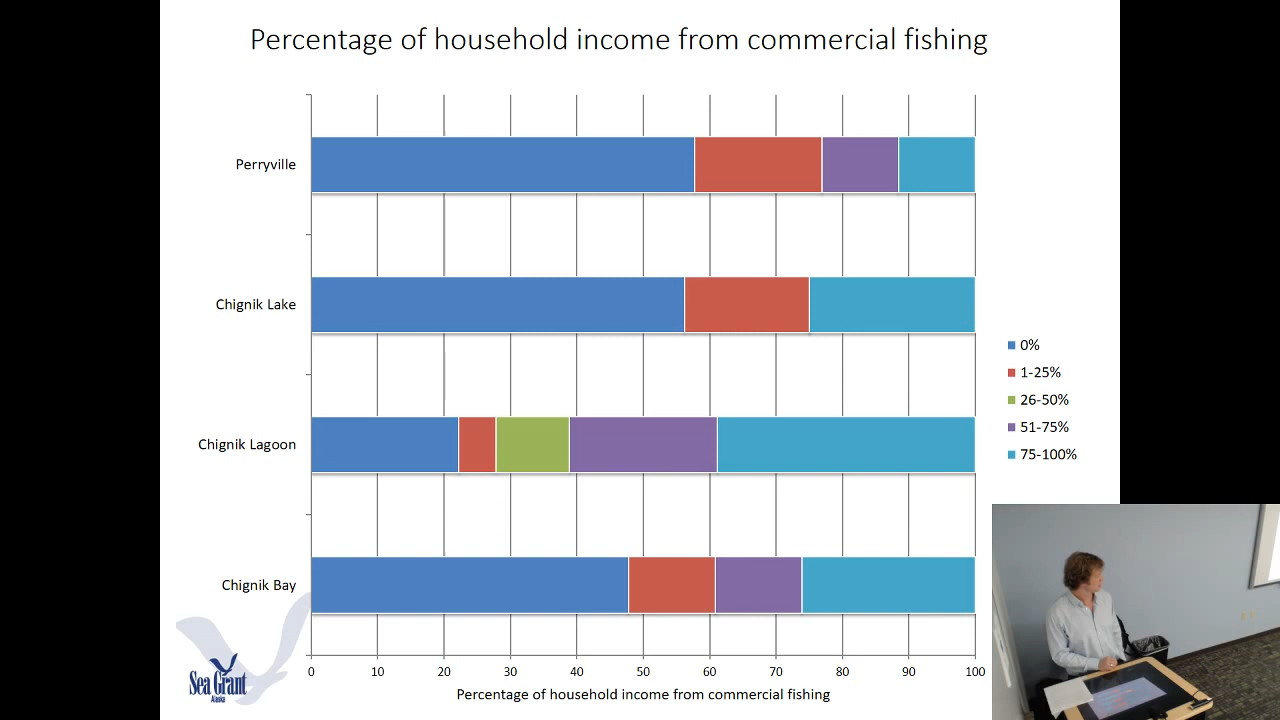 Percentage of household income from commercial fishing
Perryville
Chignik Lake
Chignik Lagoon
Chignik Bay
0 10 20 30 40 50 60 70 80 90 100
Percentage of household income from commercial fishing
0%
1-25%
26-50%
51-75%
75-100%
Sea Grant
Alaska